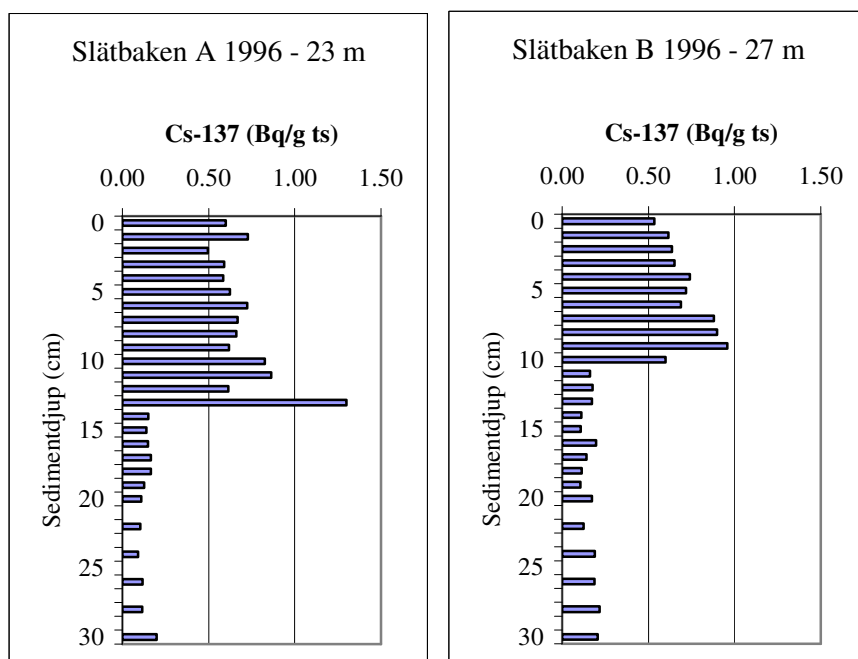 Slätbaken A 1996 - 23 m
Cs-137 (Bq/g ts)
0.00 0.50 1.00 1.50
0
5
10
15
20
25
30
Sedimentdjup (cm)
Slätbaken B 1996 - 27 m
Cs-137 (Bq/g ts)
0.00 0.50 1.00 1.50
0
5
10
15
20
25
30
Sedimentdjup (cm)